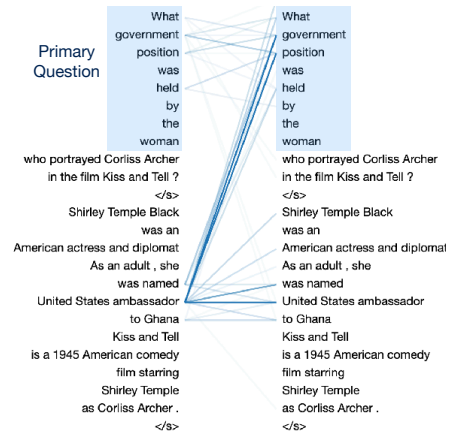 Primary
Question
What
government
position
was
held
by
the
woman
who portrayed Corliss Archer
in the film Kiss and Tell ?
</s>
Shirley Temple Black
was an
American actress and diplomat
As an adult , she
was named
United States ambassador
to Ghana
Kiss and Tell
is a 1945 American comedy
film starring
Shirley Temple
as Corliss Archer .
</s>
What
government
position
was
held
by
the
woman
who portrayed Corliss Archer
in the film Kiss and Tell ?
</s>
Shirley Temple Black
was an
American actress and diplomat
As an adult , she
was named
United States ambassador
to Ghana
Kiss and Tell
is a 1945 American comedy
film starring
Shirley Temple
as Corliss Archer .
</s>